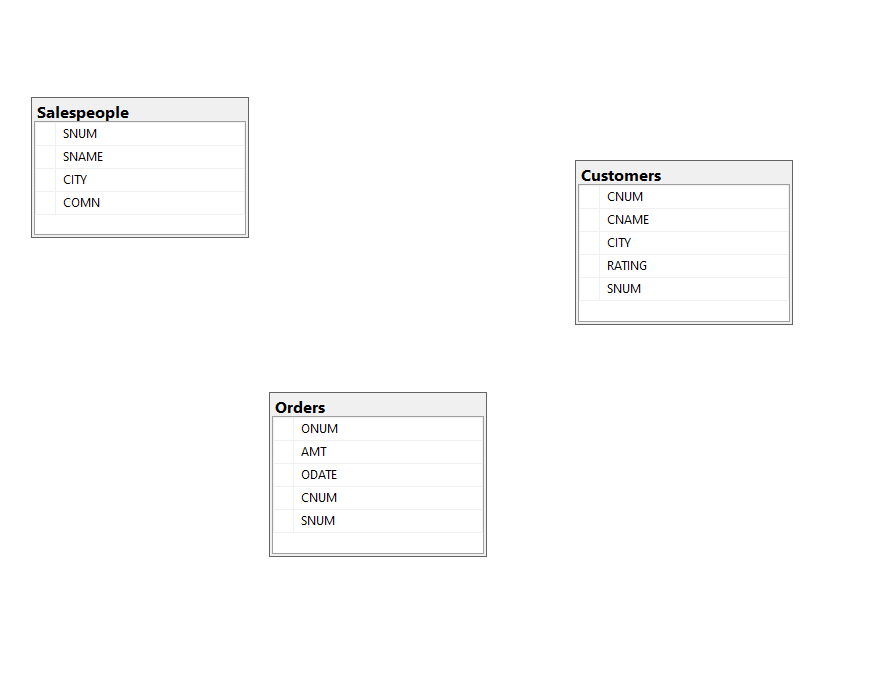 Salespeople
SNUM
SNAME
CITY
COMN
Customers
CNUM
CNAME
CITY
RATING
SNUM
Orders
ONUM
AMT
ODATE
CNUM
SNUM